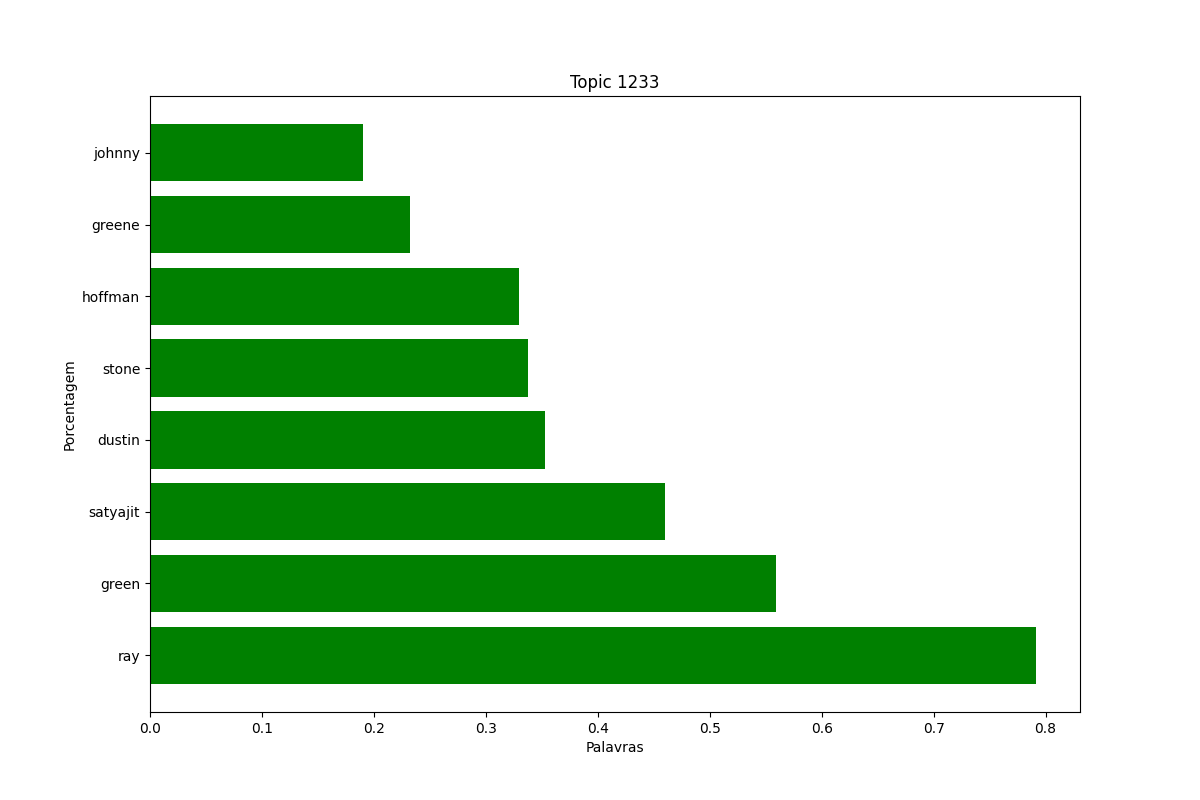 Topic 1233
johnny
greene
hoffman
stone
dustin
satyajit
green
ray
Porcentagem
0.0 0.1 0.2 0.3 0.4 0.5 0.6 0.7 0.8
Palavras